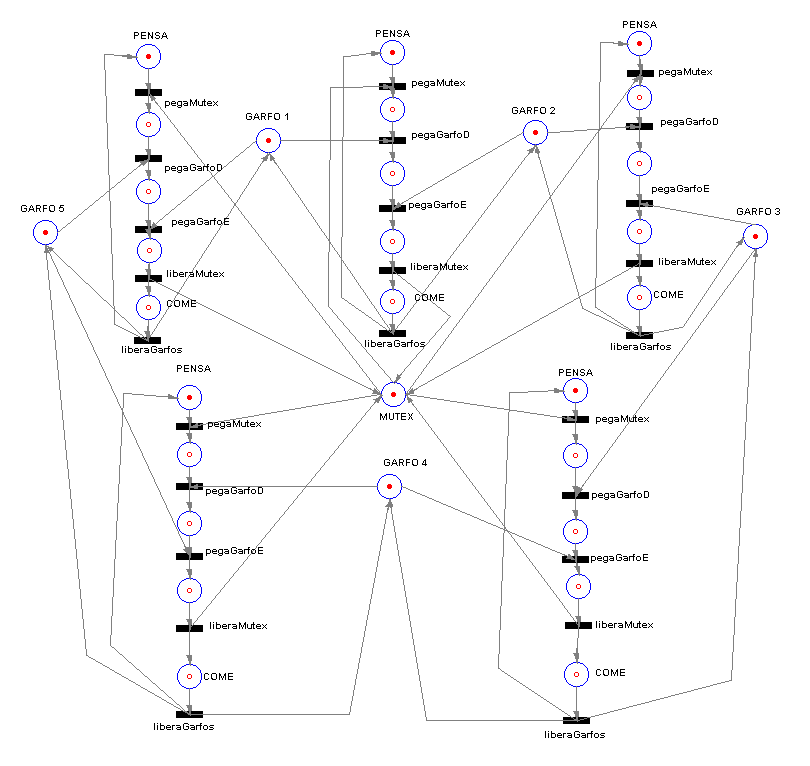 PENSA
pegaMutex
pegaGarfoD
pegaGarfoE
liberaMutex
COME
liberaGarfos
GARFO 5
GARFO 1
PENSA
pegaMutex
pegaGarfoD
pegaGarfoE
liberaMutex
COME
liberaGarfos
GARFO 2
PENSA
pegaMutex
pegaGarfoD
pegaGarfoE
liberaMutex
COME
liberaGarfos
GARFO 3
MUTEX
PENSA
pegaMutex
pegaGarfoD
pegaGarfoE
liberaMutex
COME
liberaGarfos
GARFO 4
PENSA
pegaMutex
pegaGarfoD
pegaGarfoE
liberaMutex
COME
liberaGarfos